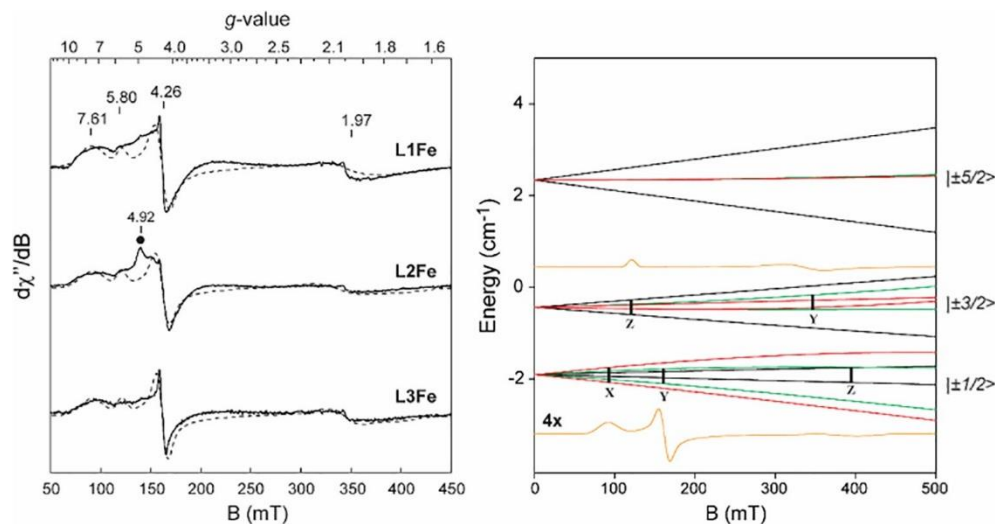 g-value
10 7 5 4.0 3.0 2.5 2.1 1.8 1.6
7.61
5.80
4.26
1.97
L1Fe
4.92
L2Fe
L3Fe
dχ''/dB
50 100 150 200 250 300 350 400 450
B (mT)
4
2
0
-2
Energy (cm-1)
|±5/2>
|±3/2>
|±1/2>
Z
Y
X
Y
Z
4x
0 100 200 300 400 500
B (mT)